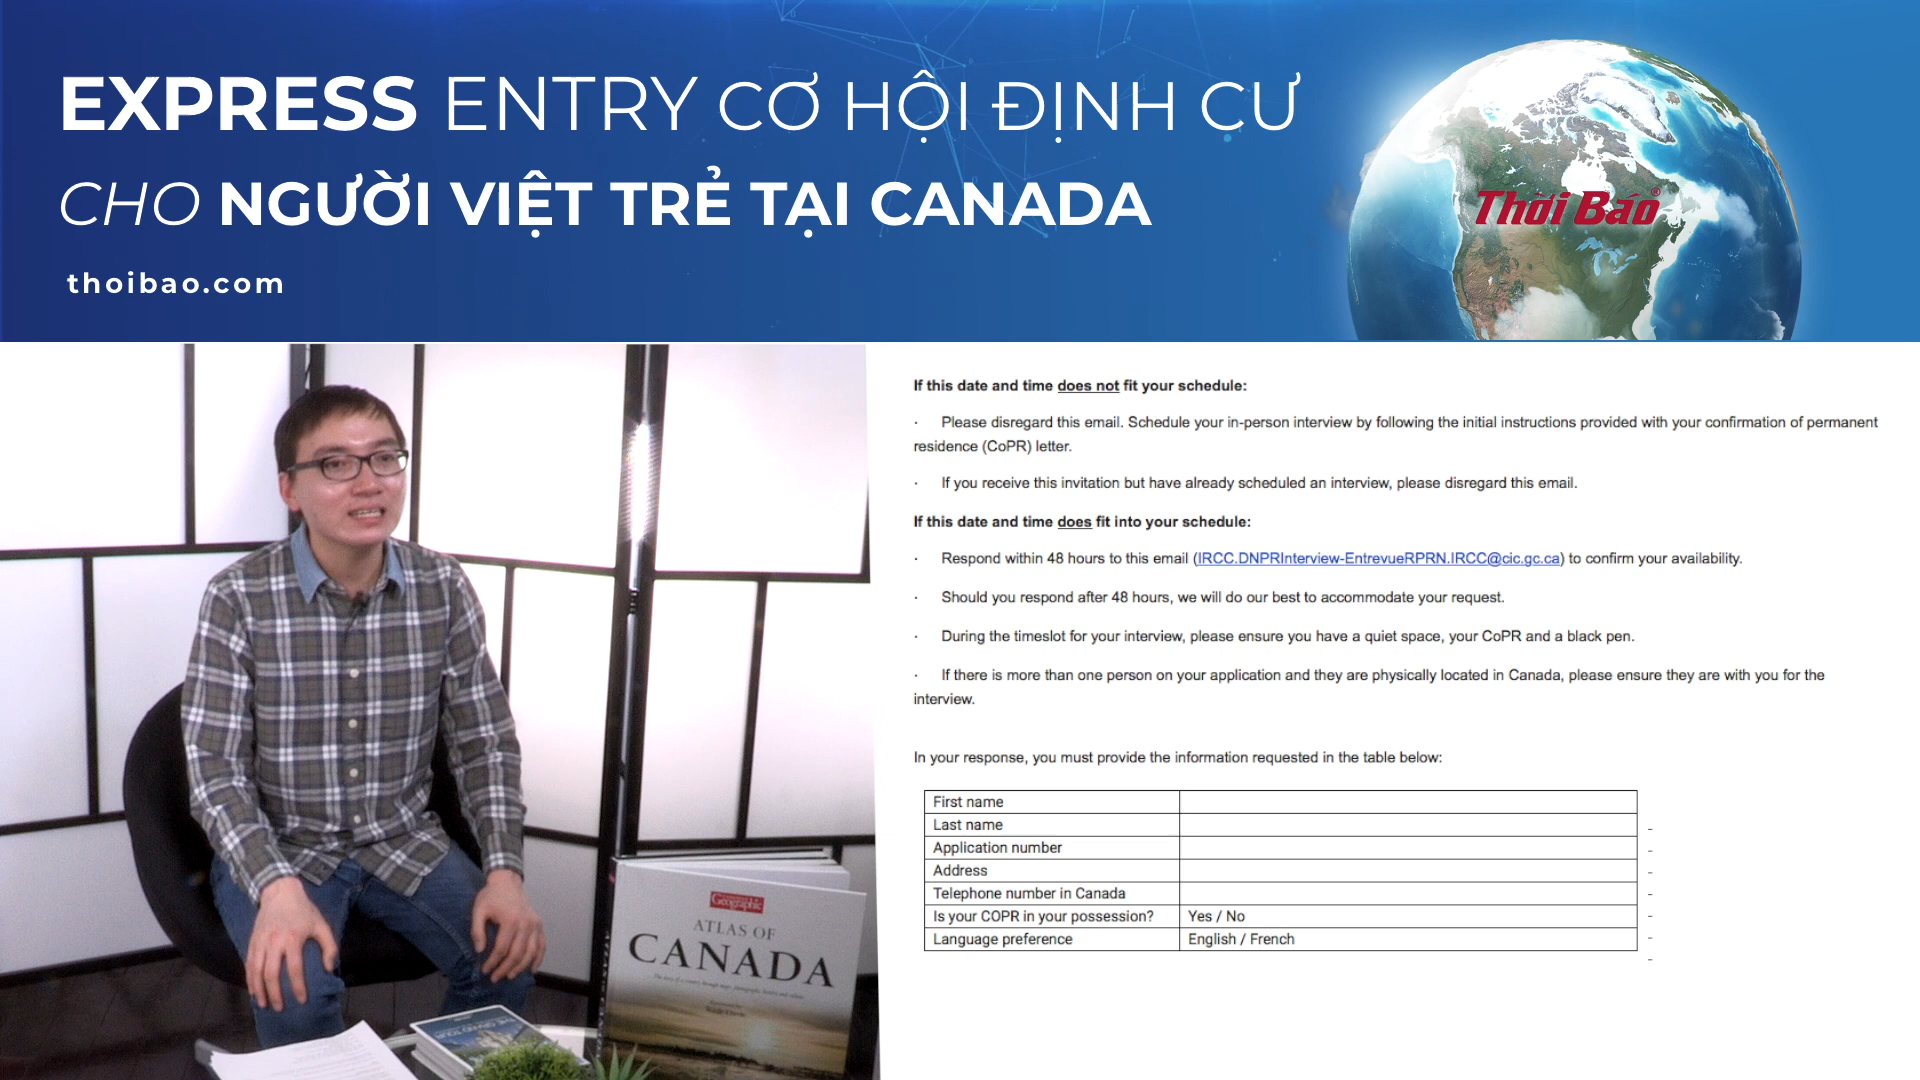 EXPRESS ENTRY CƠ HỘI ĐỊNH CƯ
CHO NGƯỜI VIỆT TRẺ TẠI CANADA
thoibao.com
Thời Báo®
If this date and time does not fit your schedule:
· Please disregard this email. Schedule your in-person interview by following the initial instructions provided with your confirmation of permanent
residence (CoPR) letter.
· If you receive this invitation but have already scheduled an interview, please disregard this email.
If this date and time does fit into your schedule:
· Respond within 48 hours to this email (IRCC.DNPRInterview-EntrevueRPRN.IRCC@cic.gc.ca) to confirm your availability.
· Should you respond after 48 hours, we will do our best to accommodate your request.
· During the timeslot for your interview, please ensure you have a quiet space, your CoPR and a black pen.
· If there is more than one person on your application and they are physically located in Canada, please ensure they are with you for the
interview.
In your response, you must provide the information requested in the table below:
First name
Last name
Application number
Address
Telephone number in Canada
Is your COPR in your possession? Yes / No
Language preference English / French
Geographic
ATLAS OF
CANADA
THE GRAND TOUR